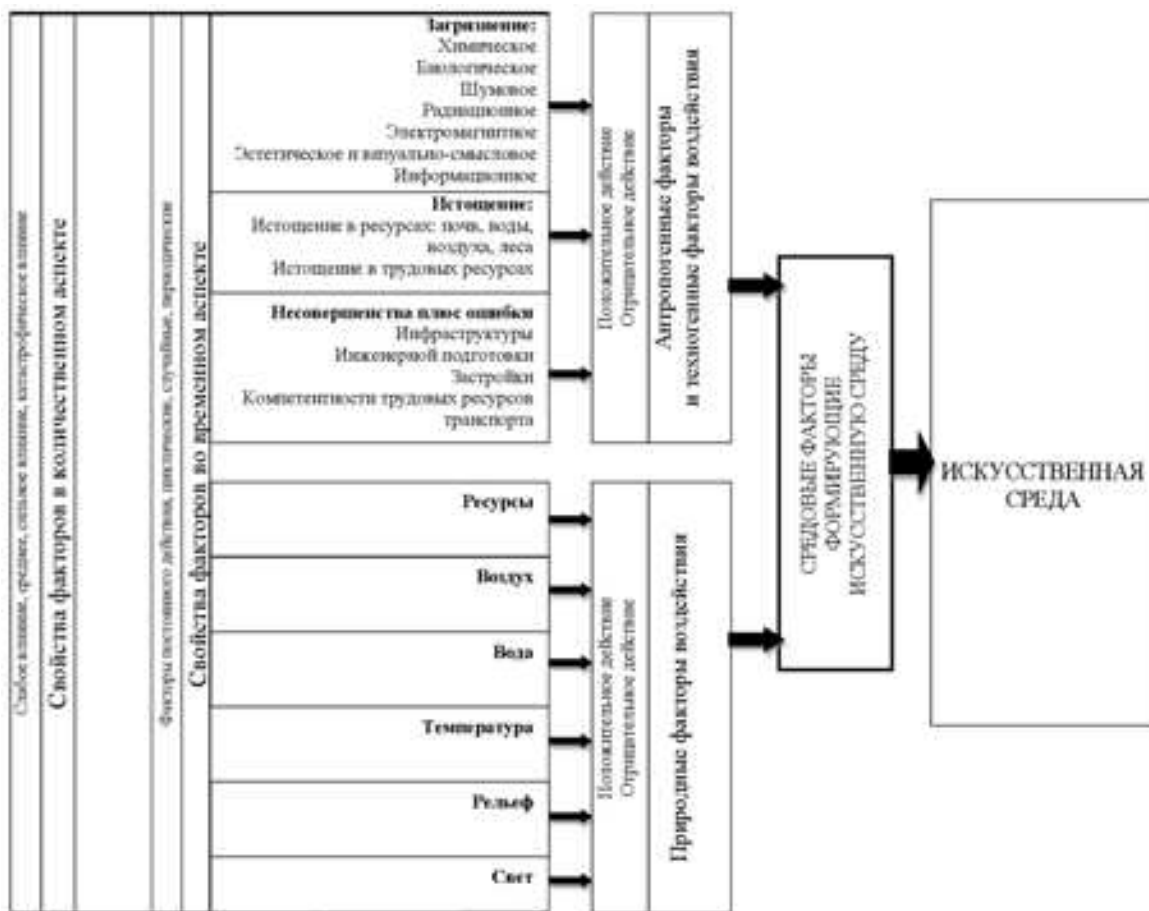 Слабое влияние, среднее, сильное влияние, катастрофическое влияние
Свойства факторов в количественном аспекте
Факторы постоянного действия, циклические, случайные, периодические
Свойства факторов во временном аспекте
Загрязнение:
Химическое
Биологическое
Шумовое
Радиационное
Электромагнитное
Эстетическое и визуально-смысловое
Информационное
Истощение:
Истощение в ресурсах: почв, воды,
воздуха, леса
Истощение в трудовых ресурсах
Несовершенства плюс ошибки
Инфраструктуры
Инженерной подготовки
Застройки
Компетентности трудовых ресурсов
транспорта
Положительное действие
Отрицательное действие
Антропогенные факторы
и техногенные факторы воздействия
Ресурсы
Воздух
Вода
Температура
Рельеф
Свет
Положительное действие
Отрицательное действие
Природные факторы воздействия
СРЕДОВЫЕ ФАКТОРЫ
ФОРМИРУЮЩИЕ
ИСКУССТВЕННУЮ СРЕДУ
ИСКУССТВЕННАЯ
СРЕДА